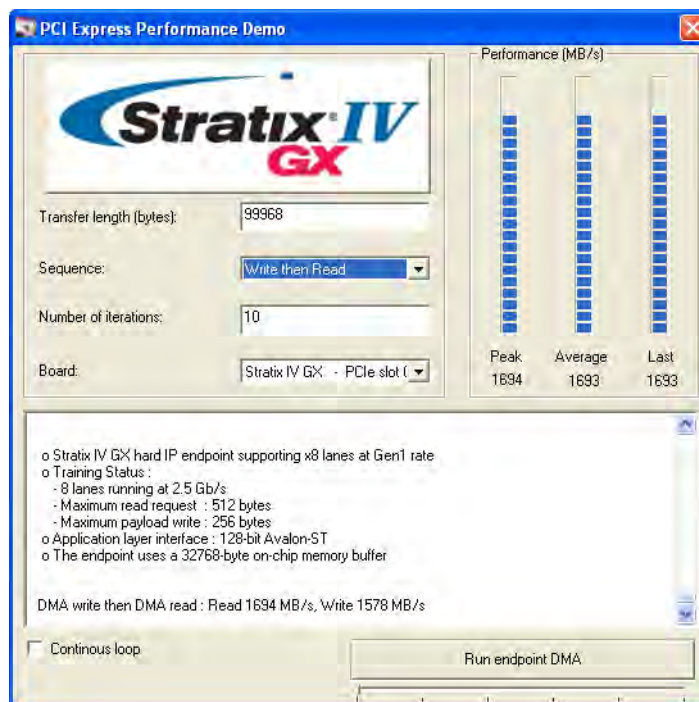 PCI Express Performance Demo
Performance (MB/s)
Stratix IV
GX
Transfer length (bytes):
99968
Sequence:
Write then Read
Number of iterations:
10
Board:
Stratix IV GX - PCIe slot (
Peak Average Last
1694 1693 1693
o Stratix IV GX hard IP endpoint supporting x8 lanes at Gen1 rate
o Training Status :
- 8 lanes running at 2.5 Gb/s
- Maximum read request : 512 bytes
- Maximum payload write : 256 bytes
o Application layer interface : 128-bit Avalon-ST
o The endpoint uses a 32768-byte on-chip memory buffer
DMA write then DMA read : Read 1694 MB/s, Write 1578 MB/s
Continous loop
Run endpoint DMA